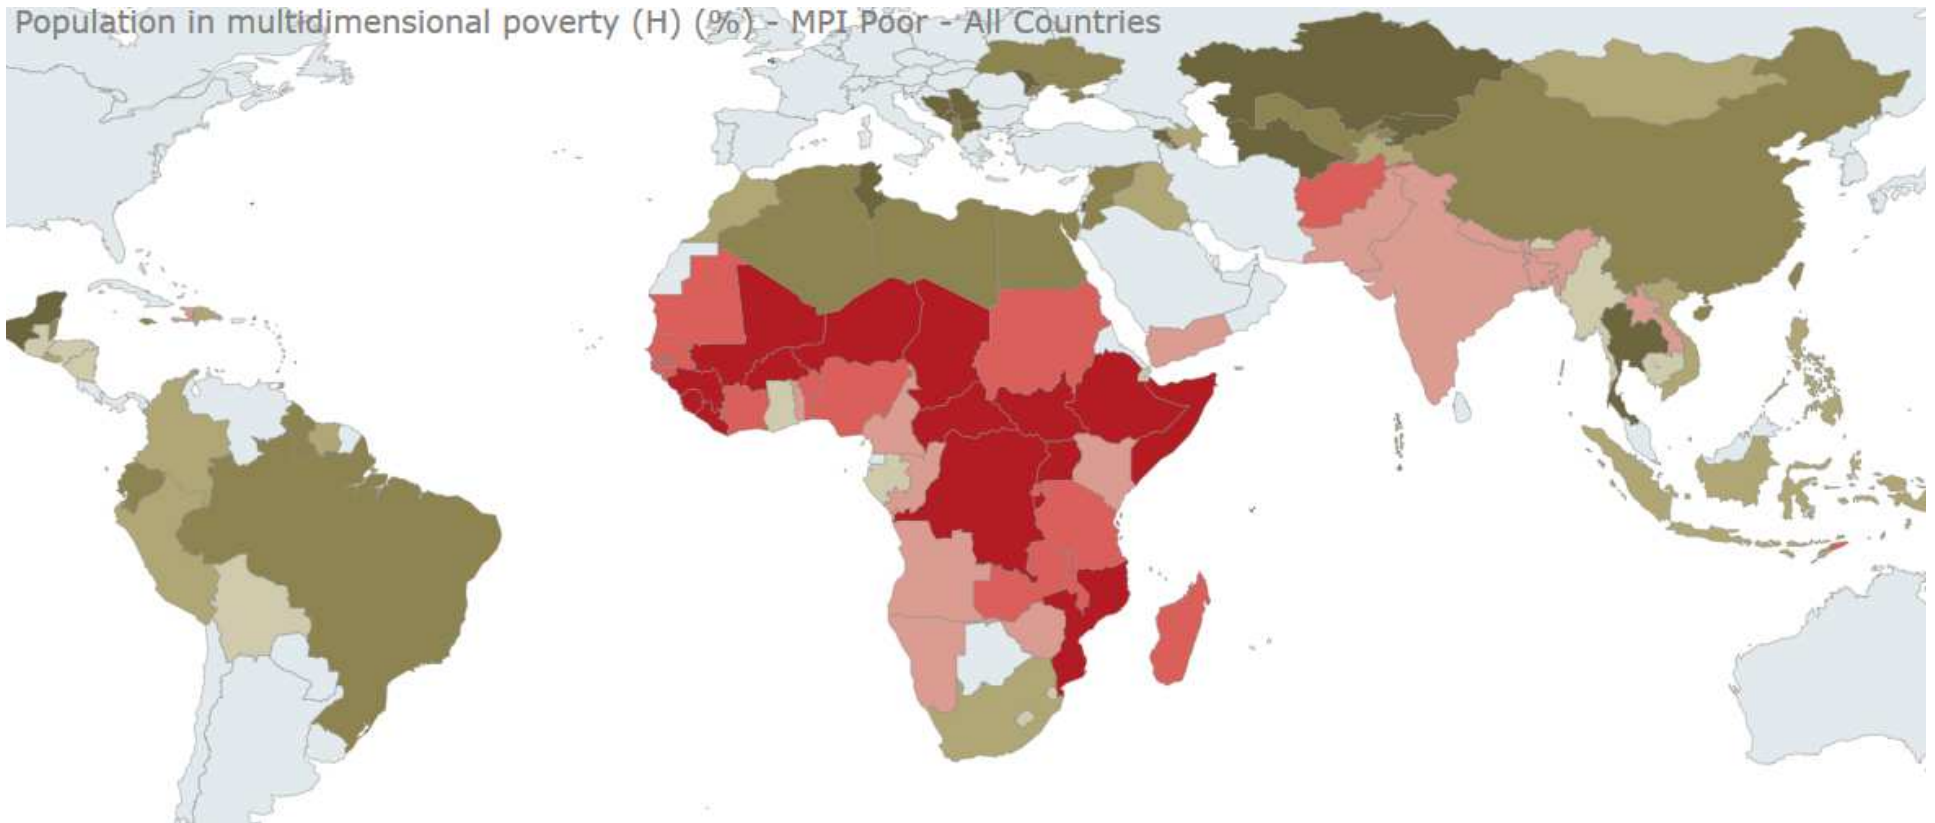 Population in multidimensional poverty (H) (%) - MPI Poor - All Countries